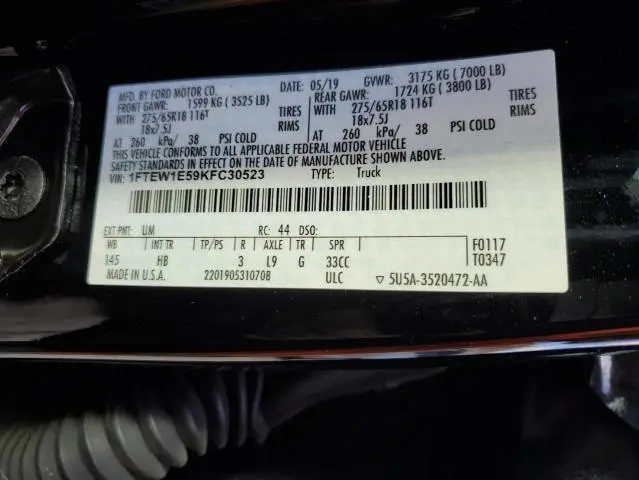 MFD. BY FORD MOTOR CO. DATE: 05/19 GVWR: 3175 KG ( 7000 LB)
FRONT GAWR: 1599 KG ( 3525 LB) REAR GAWR: 1724 KG ( 3800 LB)
WITH 275/65R18 116T TIRES WITH 275/65R18 116T TIRES
18x7.5J RIMS 18x7.5J RIMS
AT 260 kPa/ 38 PSI COLD AT 260 kPa/ 38 PSI COLD
THIS VEHICLE CONFORMS TO ALL APPLICABLE FEDERAL MOTOR VEHICLE
SAFETY STANDARDS IN EFFECT ON THE DATE OF MANUFACTURE SHOWN ABOVE.
VIN: 1FTEW1E59KFC30523 TYPE: Truck
EXT PNT: UM RC: 44 DSO:
WB INT TR TP/PS R AXLE TR SPR F0117
145 HB 3 L9 G 33CC T0347
MADE IN U.S.A. 2201905310708 ULC ▽ 5U5A-3520472-AA